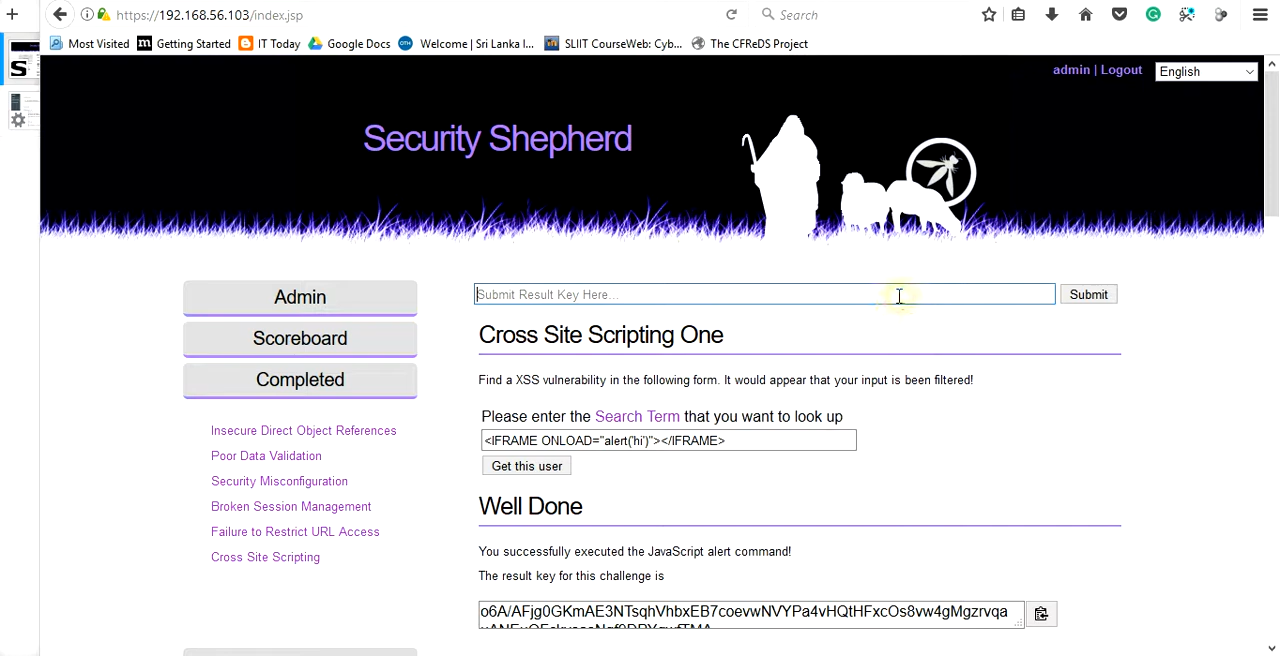 https://192.168.56.103/index.jsp
Search
Most Visited
Getting Started
IT Today
Google Docs
Welcome | Sri Lanka I...
SLIIT CourseWeb: Cyb...
The CFReDS Project
admin | Logout
English
Security Shepherd
Admin
Submit Result Key Here...
Submit
Scoreboard
Cross Site Scripting One
Completed
Find a XSS vulnerability in the following form. It would appear that your input is been filtered!
Please enter the Search Term that you want to look up
Insecure Direct Object References
<IFRAME ONLOAD="alert('hi')"></IFRAME>
Poor Data Validation
Get this user
Security Misconfiguration
Broken Session Management
Well Done
Failure to Restrict URL Access
Cross Site Scripting
You successfully executed the JavaScript alert command!
The result key for this challenge is
o6A/AFjg0GKmAE3NTsqhVhbxEB7coevwNVYPa4vHQtHFxcOs8vw4gMgzrvqa